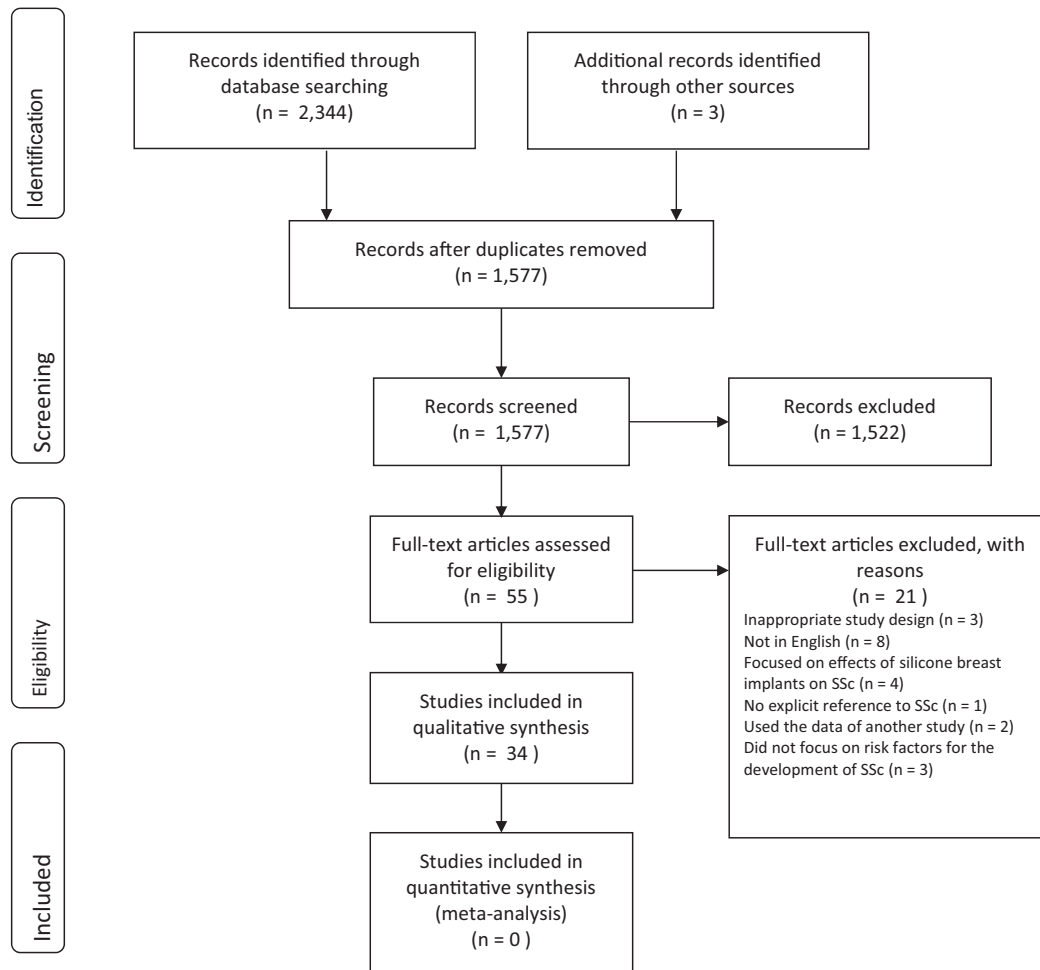 Identification
Records identified through
database searching
(n = 2,344)
Additional records identified
through other sources
(n = 3)
Records after duplicates removed
(n = 1,577)
Screening
Records screened
(n = 1,577)
Records excluded
(n = 1,522)
Eligibility
Full-text articles assessed
for eligibility
(n = 55 )
Full-text articles excluded, with
reasons
(n = 21 )
Inappropriate study design (n = 3)
Not in English (n = 8)
Focused on effects of silicone breast
implants on SSc (n = 4)
No explicit reference to SSc (n = 1)
Used the data of another study (n = 2)
Did not focus on risk factors for the
development of SSc (n = 3)
Studies included in
qualitative synthesis
(n = 34 )
Included
Studies included in
quantitative synthesis
(meta-analysis)
(n = 0 )